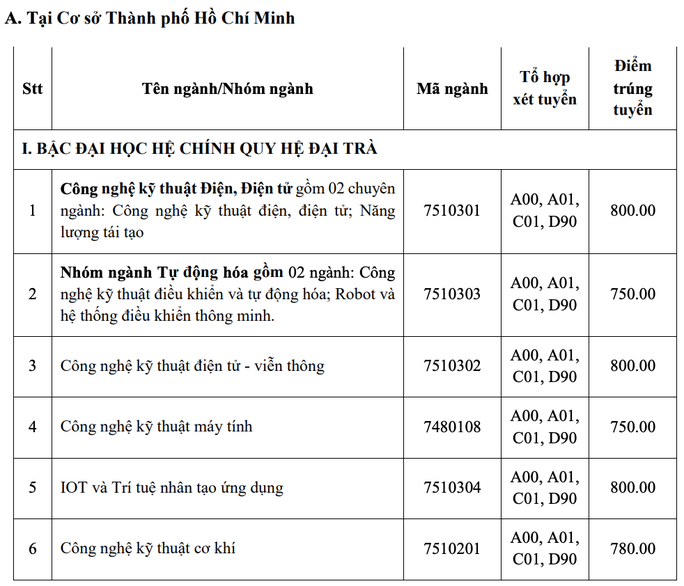 A. Tại Cơ sở Thành phố Hồ Chí Minh
Stt
Tên ngành/Nhóm ngành
Mã ngành
Tổ hợp
xét tuyển
Điểm
trúng
tuyển
I. BẬC ĐẠI HỌC HỆ CHÍNH QUY HỆ ĐẠI TRÀ
1
Công nghệ kỹ thuật Điện, Điện tử gồm 02 chuyên
ngành: Công nghệ kỹ thuật điện, điện tử; Năng
lượng tái tạo
7510301
A00, A01,
C01, D90
800.00
2
Nhóm ngành Tự động hóa gồm 02 ngành: Công
nghệ kỹ thuật điều khiển và tự động hóa; Robot và
hệ thống điều khiển thông minh.
7510303
A00, A01,
C01, D90
750.00
3
Công nghệ kỹ thuật điện tử - viễn thông
7510302
A00, A01,
C01, D90
800.00
4
Công nghệ kỹ thuật máy tính
7480108
A00, A01,
C01, D90
750.00
5
IOT và Trí tuệ nhân tạo ứng dụng
7510304
A00, A01,
C01, D90
800.00
6
Công nghệ kỹ thuật cơ khí
7510201
A00, A01,
C01, D90
780.00